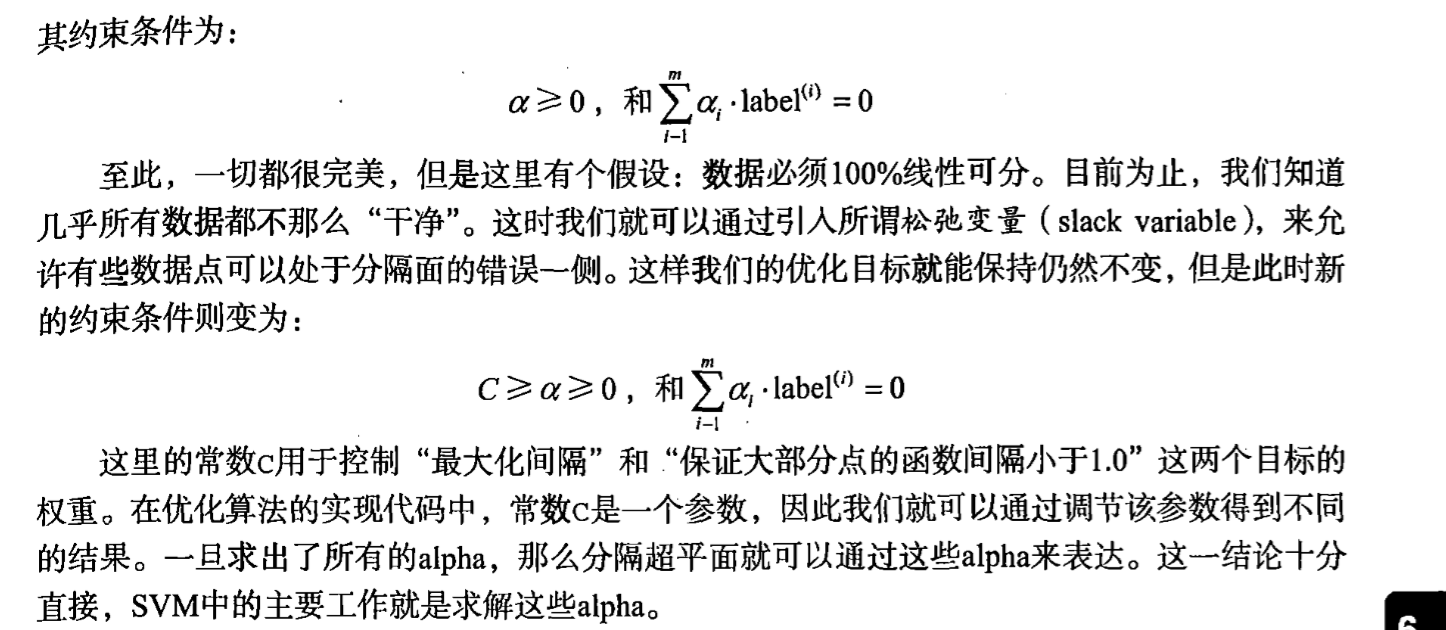 其约束条件为：
α≥0，和∑_{i-1}^{m} α_i·label^{(i)} = 0
至此，一切都很完美，但是这里有个假设：数据必须100%线性可分。目前为止，我们知道
几乎所有数据都不那么“干净”。这时我们就可以通过引入所谓松弛变量（slack variable），来允
许有些数据点可以处于分隔面的错误一侧。这样我们的优化目标就能保持仍然不变，但是此时新
的约束条件则变为：
C≥α≥0，和∑_{i-1}^{m} α_i·label^{(i)} = 0
这里的常数C用于控制“最大化间隔”和“保证大部分点的函数间隔小于1.0”这两个目标的
权重。在优化算法的实现代码中，常数C是一个参数，因此我们就可以通过调节该参数得到不同
的结果。一旦求出了所有的alpha，那么分隔超平面就可以通过这些alpha来表达。这一结论十分
直接，SVM中的主要工作就是求解这些alpha。
6